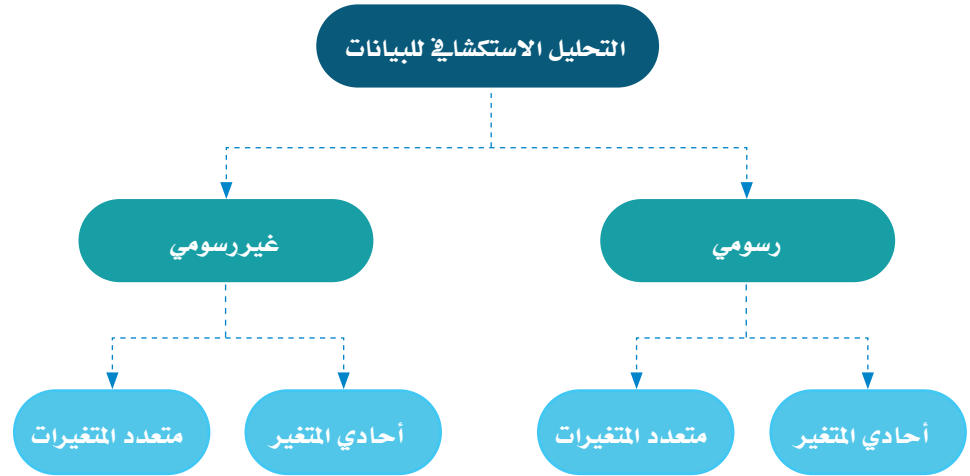 التحليل الاستكشافي للبيانات
رسومي
غير رسومي
أحادي المتغير
متعدد المتغيرات
أحادي المتغير
متعدد المتغيرات